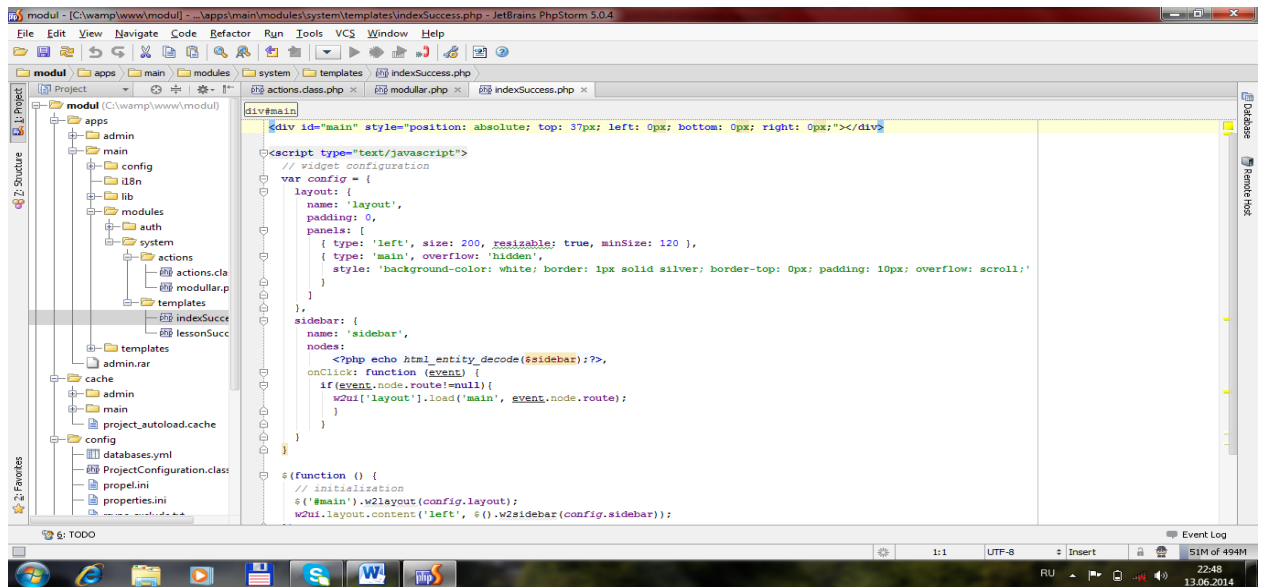 modul - [C:\wamp\www\modul] - ...\apps\main\modules\system\templates\indexSuccess.php - JetBrains PhpStorm 5.0.4
File Edit View Navigate Code Refactor Run Tools VCS Window Help
modul apps main modules system templates indexSuccess.php
Project
actions.class.php modullar.php indexSuccess.php
1: Project
Z: Structure
2: Favorites
modul (C:\wamp\www\modul)
apps
admin
main
config
i18n
lib
modules
auth
system
actions
actions.cla
modullar.p
templates
indexSucce
lessonSucc
templates
admin.rar
cache
admin
main
project_autoload.cache
config
databases.yml
ProjectConfiguration.class
propel.ini
properties.ini
div#main
<div id="main" style="position: absolute; top: 37px; left: 0px; bottom: 0px; right: 0px;"></div>
<script type="text/javascript">
// widget configuration
var config = {
layout: {
name: 'layout',
padding: 0,
panels: [
{ type: 'left', size: 200, resizable: true, minSize: 120 },
{ type: 'main', overflow: 'hidden',
style: 'background-color: white; border: 1px solid silver; border-top: 0px; padding: 10px; overflow: scroll;'
}
]
},
sidebar: {
name: 'sidebar',
nodes:
<?php echo html_entity_decode($sidebar);?>,
onClick: function (event) {
if(event.node.route!=null){
w2ui['layout'].load('main', event.node.route);
}
}
}
}
$(function () {
// initialization
$('#main').w2layout(config.layout);
w2ui.layout.content('left', $().w2sidebar(config.sidebar));
Database
Remote Host
6: TODO
Event Log
1:1 UTF-8 Insert 51M of 494M
RU
22:48
13.06.2014